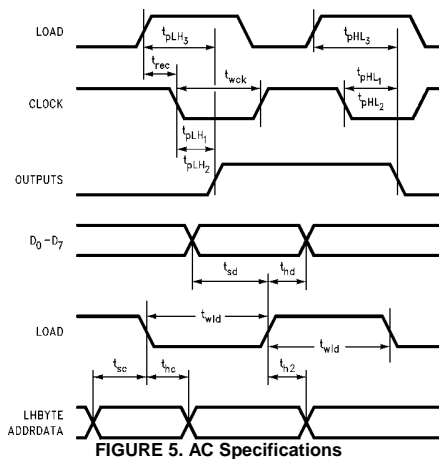 LOAD
tpLH3
tpHL3
trec
twck
CLOCK
tpHL1
tpHL2
tpLH1
tpLH2
OUTPUTS
D0–D7
tsd
thd
LOAD
twld
twld
tsc
thc
th2
LHBYTE
ADDRDATA
FIGURE 5. AC Specifications